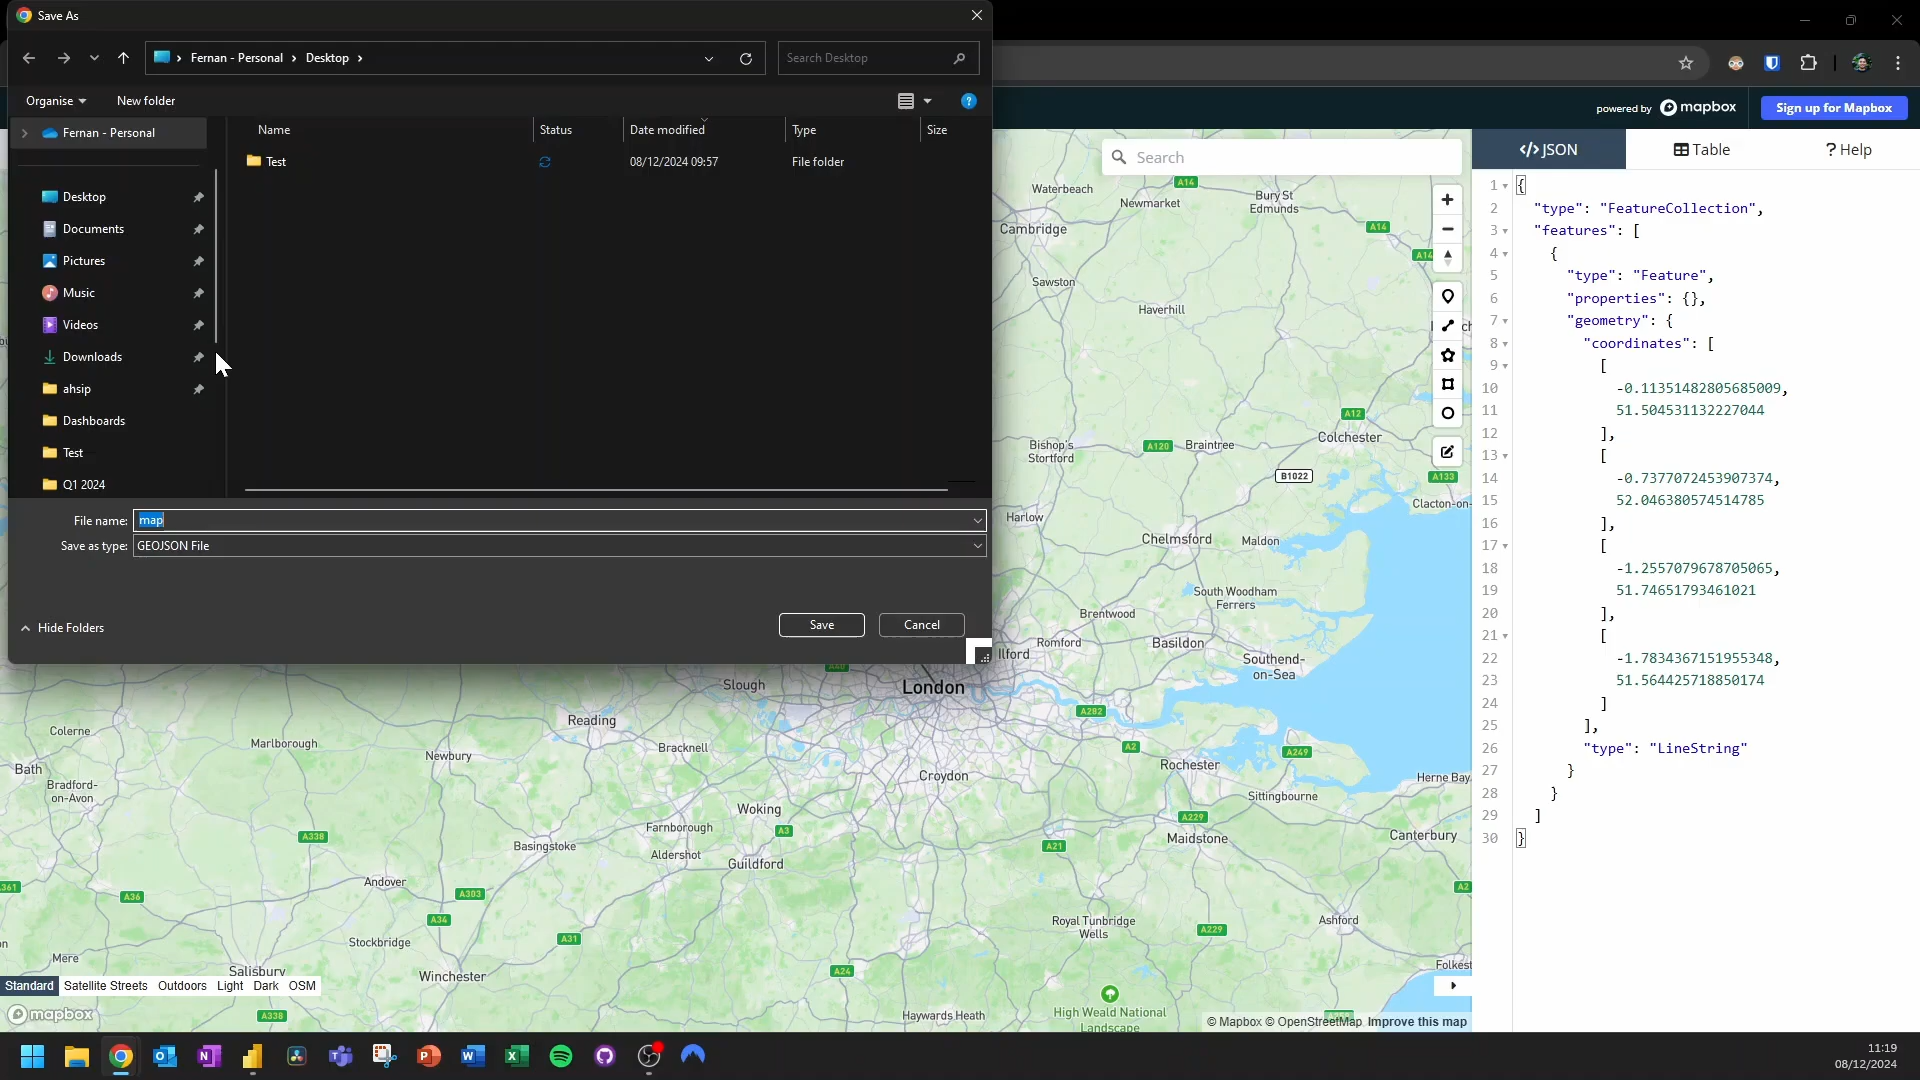 Save As
Fernan - Personal
Desktop
Search Desktop
Organise
New folder
Fernan - Personal
Desktop
Documents
Pictures
Music
Videos
Downloads
ahsip
Dashboards
Test
Q1 2024
Name
Status
Date modified
Type
Size
Test
08/12/2024 09:57
File folder
File name:
map
Save as type:
GEOJSON File
Hide Folders
Save
Cancel
powered by
mapbox
Sign up for Mapbox
Search
</> JSON
Table
? Help
1 {
2 "type": "FeatureCollection",
3 "features": [
4 {
5 "type": "Feature",
6 "properties": {},
7 "geometry": {
8 "coordinates": [
9 [
10 -0.11351482805685009,
11 51.504531132227044
12 ],
13 [
14 -0.7377072453907374,
15 52.046380574514785
16 ],
17 [
18 -1.2557079678705065,
19 51.74651793461021
20 ],
21 [
22 -1.7834367151955348,
23 51.564425718850174
24 ]
25 ],
26 "type": "LineString"
27 }
28 }
29 ]
30 }
Waterbeach
A14
Newmarket
Bury St
Edmunds
Cambridge
A14
A14
Sawston
Haverhill
A12
Colchester
Bishop's
Stortford
A120
Braintree
B1022
A133
Clacton-on-
Harlow
Chelmsford
Maldon
South Woodham
Ferrers
Brentwood
Romford
Ilford
Basildon
Southend-
on-Sea
A40
Slough
London
A282
Reading
Colerne
Marlborough
Bracknell
A2
A249
Newbury
Rochester
Bath
Croydon
Herne Bay
Bradford-
on-Avon
Sittingbourne
Woking
A229
Farnborough
A3
Canterbury
A338
Maidstone
Basingstoke
Aldershot
A21
Guildford
Andover
A361
A303
A2
A36
A34
Royal Tunbridge
Wells
Ashford
A229
Stockbridge
A31
Mere
Folkest
Salisbury
Winchester
A24
Standard
Satellite Streets
Outdoors
Light
Dark
OSM
mapbox
A338
Haywards Heath
High Weald National
Landscape
© Mapbox © OpenStreetMap Improve this map
11:19
08/12/2024